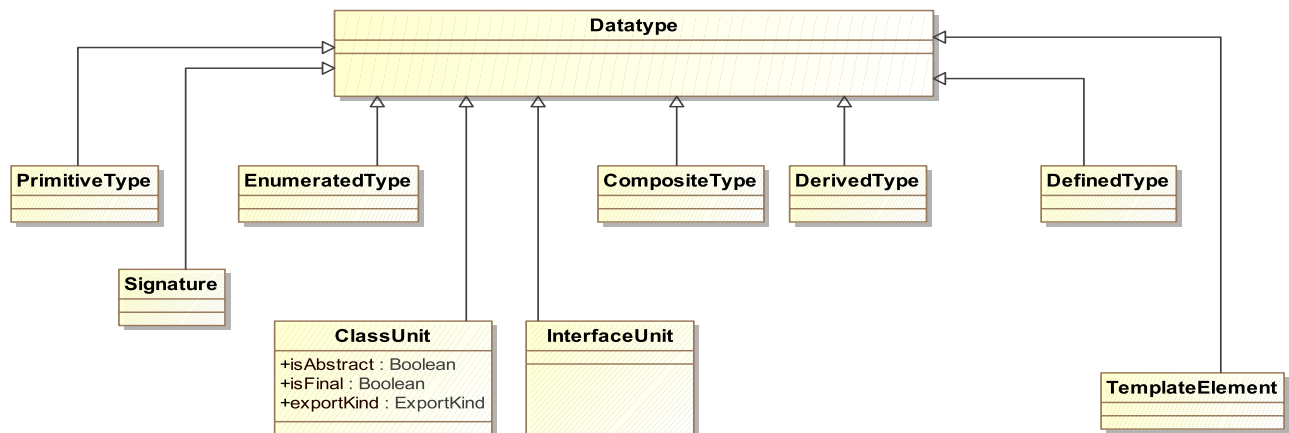 Datatype
PrimitiveType
EnumeratedType
CompositeType
DerivedType
DefinedType
Signature
ClassUnit
+isAbstract : Boolean
+isFinal : Boolean
+exportKind : ExportKind
InterfaceUnit
TemplateElement